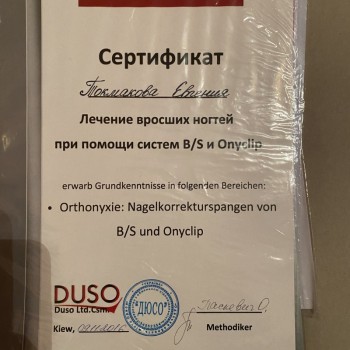 Сертификат
Токмакова Евгения
Лечение вросших ногтей
при помощи систем B/S и Onyclip
erwarb Grundkenntnisse in folgenden Bereichen:
• Orthonyxie: Nagelkorrekturspangen von
B/S und Onyclip
DUSO
Duso Ltd.Csm.
"ДЮСО"
Kiew,
Methodiker